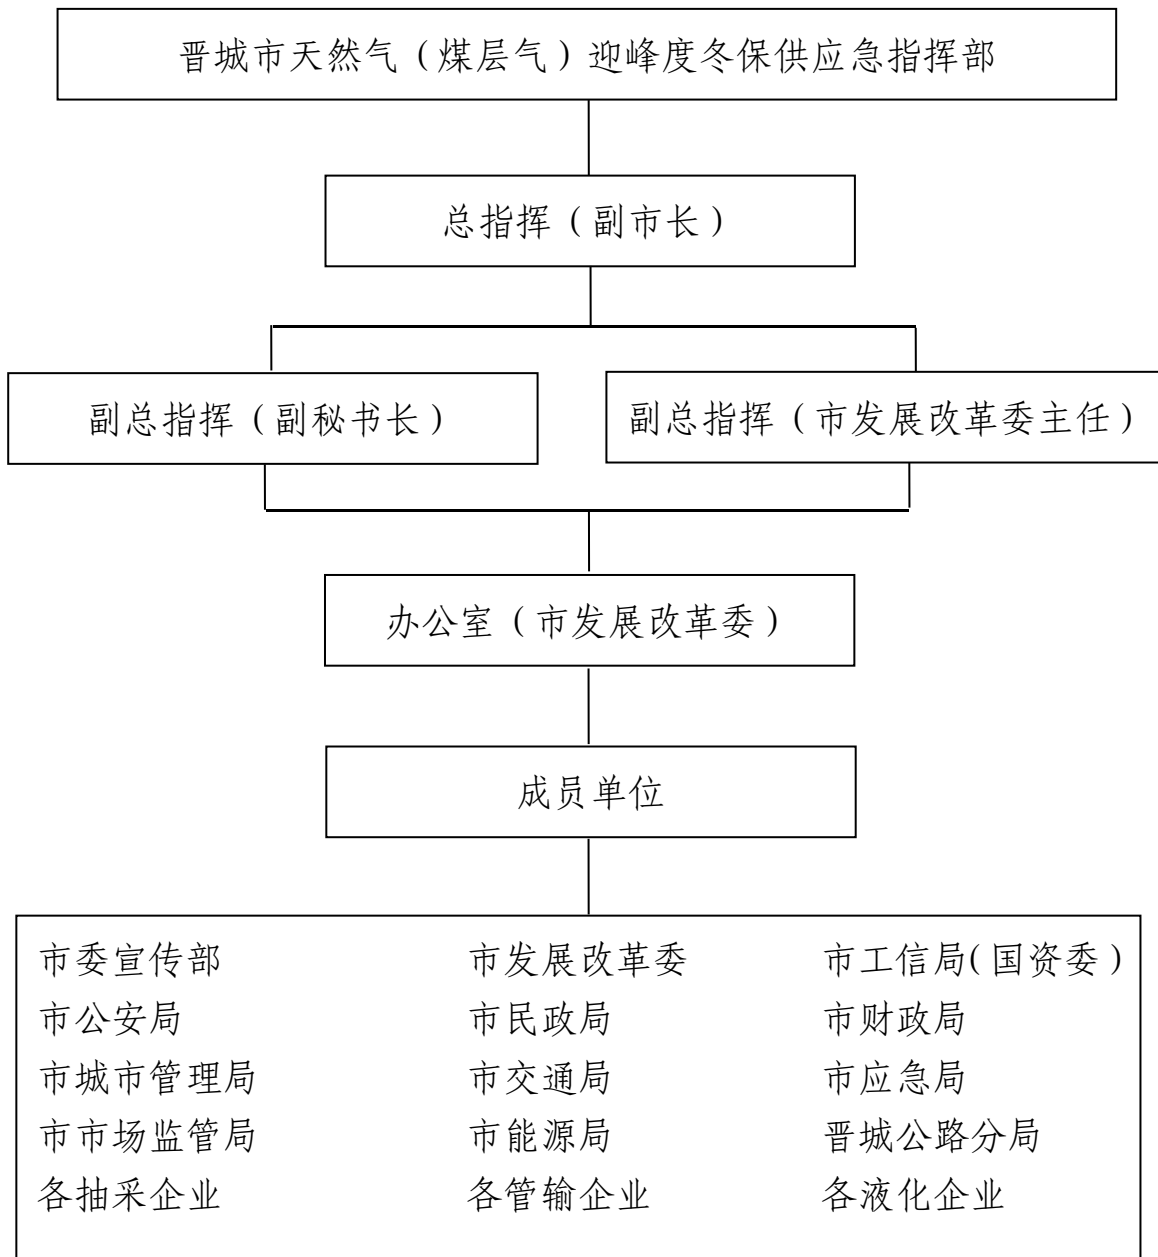 晋城市天然气（煤层气）迎峰度冬保供应急指挥部
总指挥（副市长）
副总指挥（副秘书长） 副总指挥（市发展改革委主任）
办公室（市发展改革委）
成员单位
市委宣传部 市发展改革委 市工信局(国资委）
市公安局 市民政局 市财政局
市城市管理局 市交通局 市应急局
市市场监管局 市能源局 晋城公路分局
各抽采企业 各管输企业 各液化企业